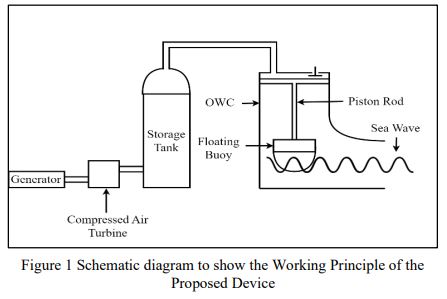 OWC
Piston Rod
Sea Wave
Storage
Tank
Floating
Buoy
Generator
Compressed Air
Turbine
Figure 1 Schematic diagram to show the Working Principle of the
Proposed Device